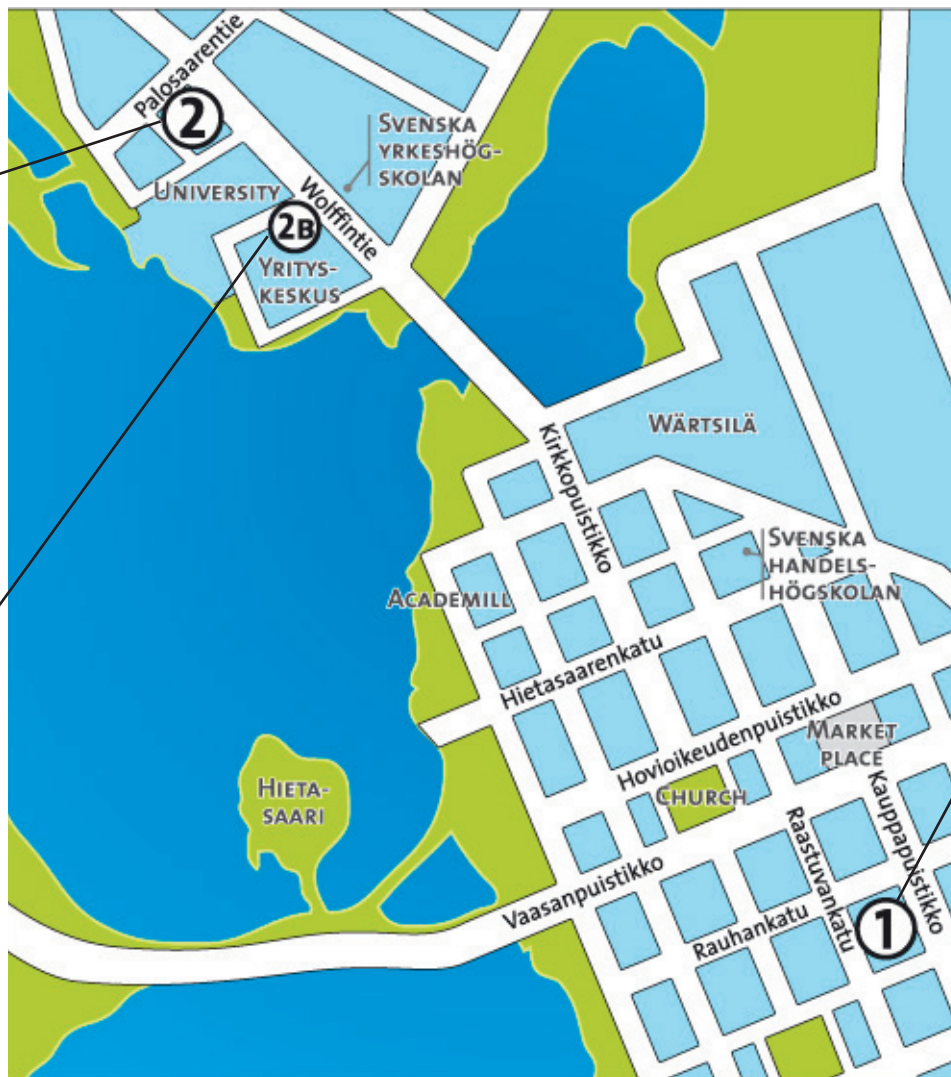 Palosaarentie
2
SVENSKA
YRKESHÖG-
SKOLAN
UNIVERSITY
Wolffintie
2B
YRITYS-
KESKUS
WÄRTSILÄ
Kirkkopuistikko
SVENSKA
HANDELS-
HÖGSKOLAN
ACADEMILL
Hietasaarenkatu
Hovioikeudenpuistikko
MARKET
PLACE
HIETA-
SAARI
CHURCH
Kauppapuistikko
Raastuvankatu
Vaasanpuistikko
Rauhankatu
1